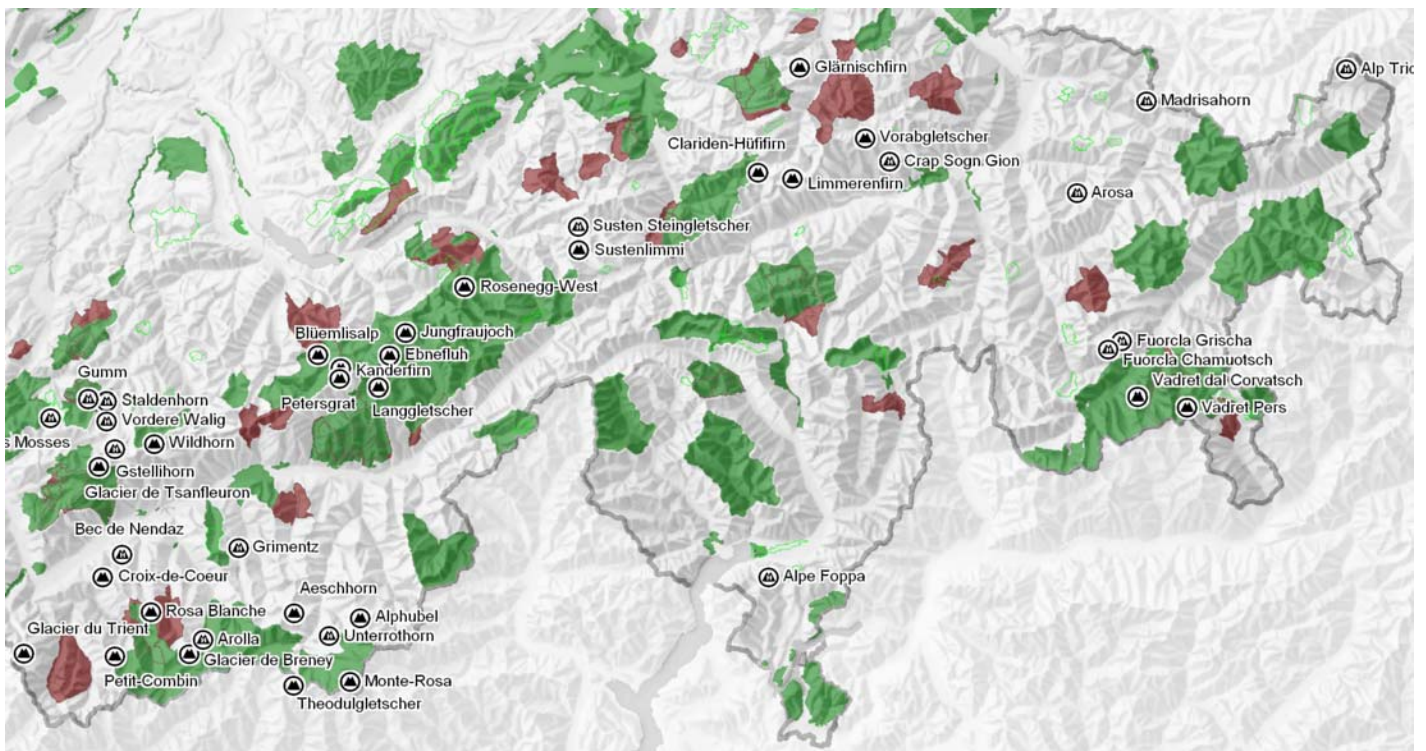 Glärnischfirn
Alp Tric
Madrisahorn
Vorabgletscher
Clariden-Hüfifirn
Crap Sogn Gion
Limmerenfirn
Arosa
Susten Steingletscher
Sustenlimmi
Rosenegg-West
Blüemlisalp
Jungfraujoch
Ebnefluh
Kanderfirn
Petersgrat
Langgletscher
Fuorcla Grischa
Fuorcla Chamuotsch
Vadret dal Corvatsch
Vadret Pers
Gumm
Staldenhorn
Vordere Walig
s Mosses
Wildhorn
Gstellihorn
Glacier de Tsanfleuron
Bec de Nendaz
Grimentz
Croix-de-Coeur
Alpe Foppa
Aeschhorn
Rosa Blanche
Alphubel
Glacier du Trient
Arolla
Unterrothorn
Glacier de Breney
Petit-Combin
Monte-Rosa
Theodulgletscher